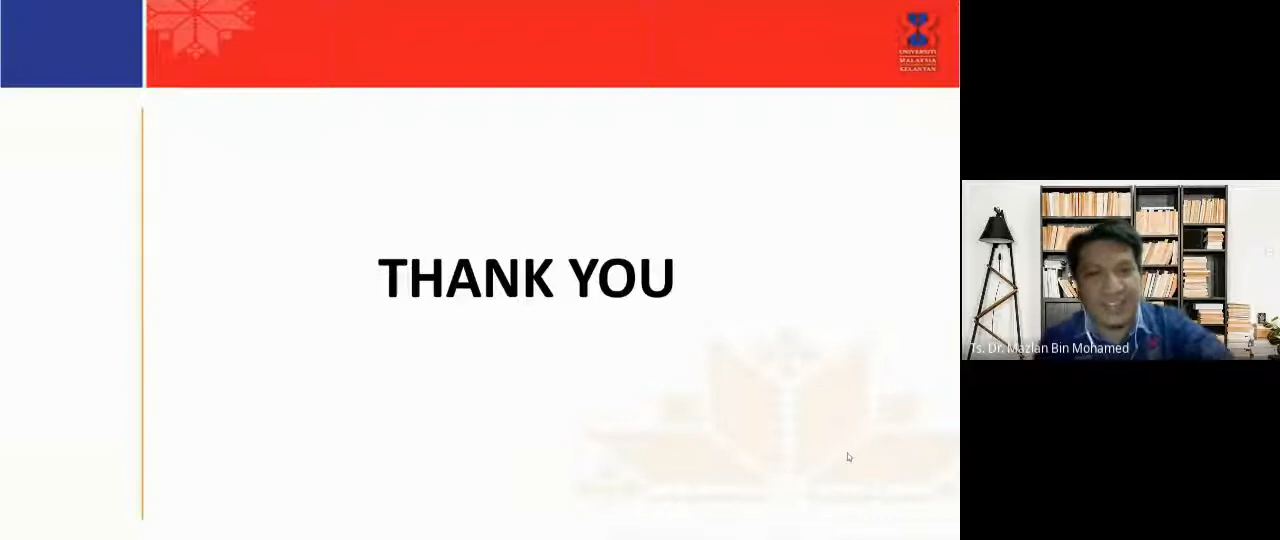 UNIVERSITI
MALAYSIA
KELANTAN
THANK YOU
Ts. Dr. Mazlan Bin Mohamed